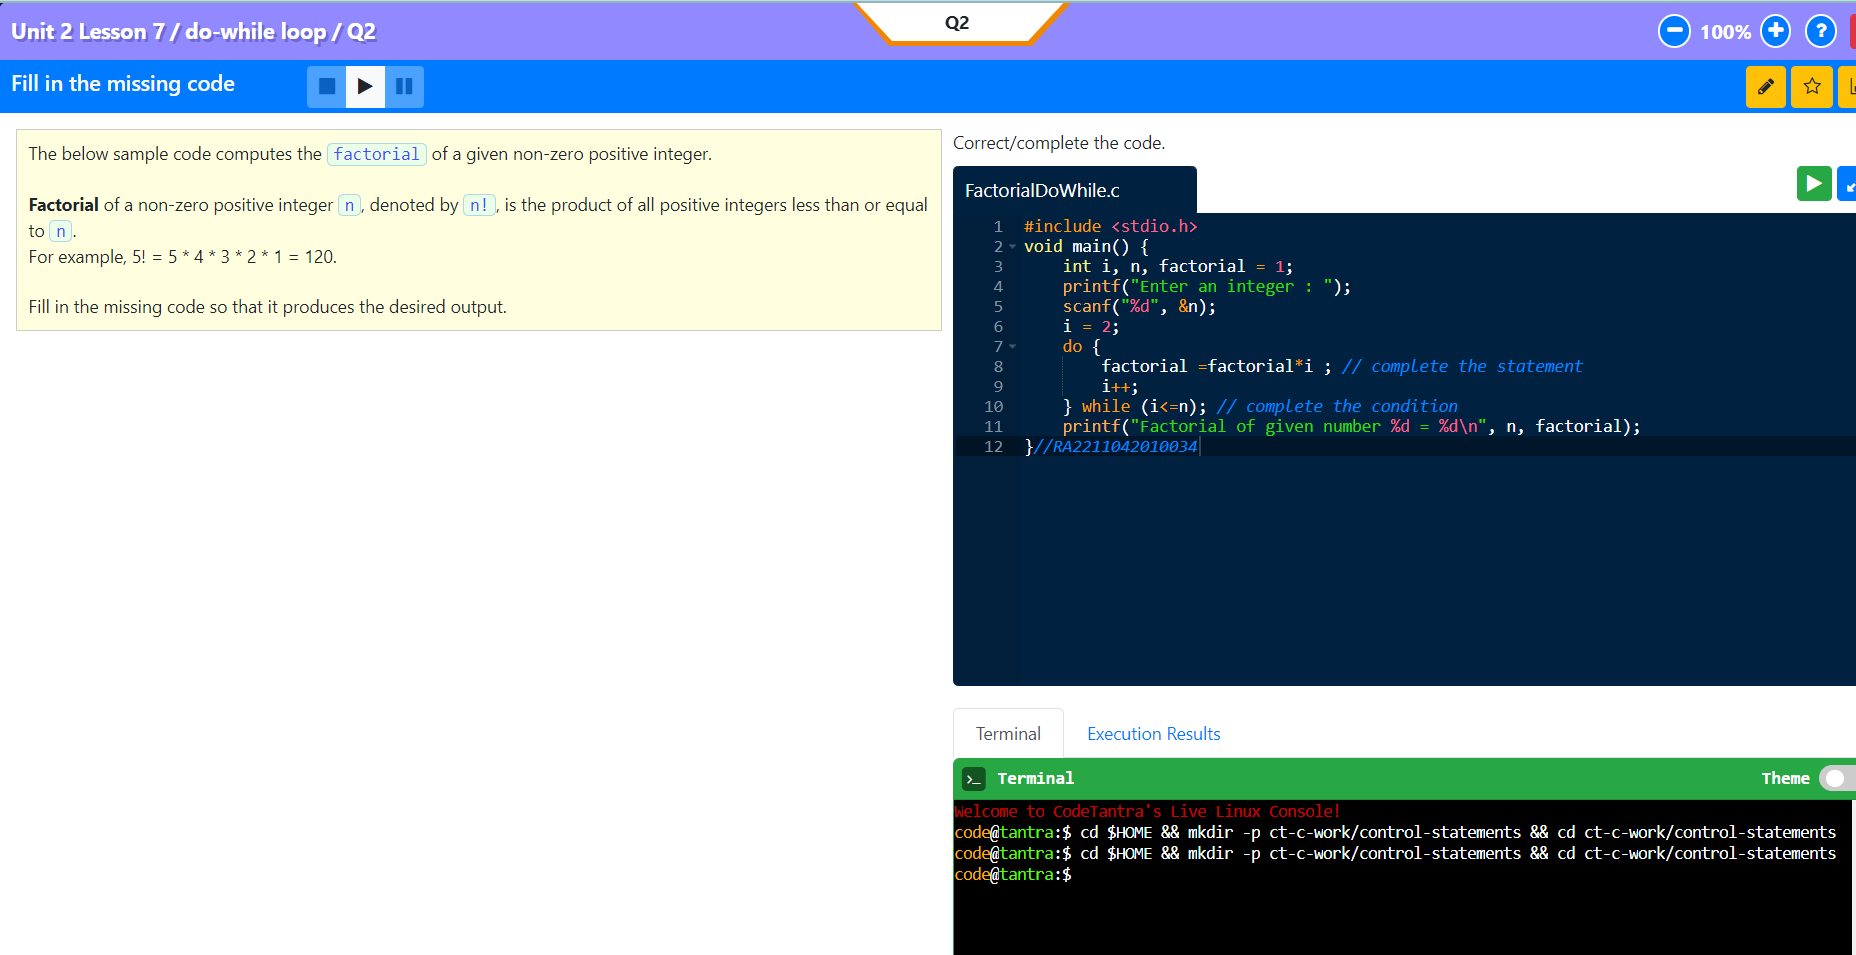 Unit 2 Lesson 7 / do-while loop / Q2
Q2
100%
?
Fill in the missing code
The below sample code computes the factorial of a given non-zero positive integer.
Factorial of a non-zero positive integer n, denoted by n!, is the product of all positive integers less than or equal
to n.
For example, 5! = 5 * 4 * 3 * 2 * 1 = 120.
Fill in the missing code so that it produces the desired output.
Correct/complete the code.
FactorialDoWhile.c
1 #include <stdio.h>
2 void main() {
3 int i, n, factorial = 1;
4 printf("Enter an integer : ");
5 scanf("%d", &n);
6 i = 2;
7 do {
8 factorial =factorial*i ; // complete the statement
9 i++;
10 } while (i<=n); // complete the condition
11 printf("Factorial of given number %d = %d\n", n, factorial);
12 }//RA2211042010034
Terminal
Execution Results
Terminal
Theme
Welcome to CodeTantra's Live Linux Console!
code@tantra:$ cd $HOME && mkdir -p ct-c-work/control-statements && cd ct-c-work/control-statements
code@tantra:$ cd $HOME && mkdir -p ct-c-work/control-statements && cd ct-c-work/control-statements
code@tantra:$